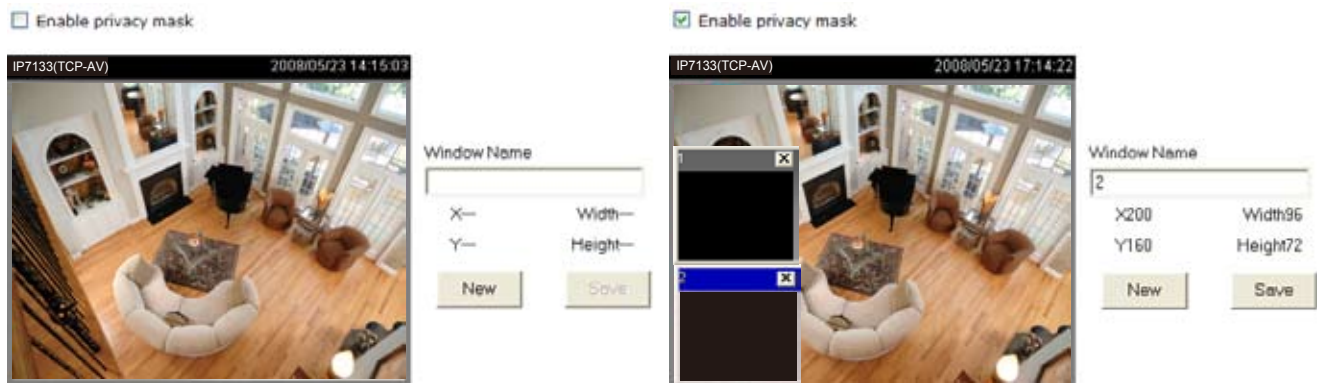 Enable privacy mask
IP7133(TCP-AV) 2008/05/23 14:15:03
Window Name
X— Width—
Y— Height—
New Save
Enable privacy mask
IP7133(TCP-AV) 2008/05/23 17:14:22
1
2
Window Name
2
X200 Width96
Y160 Height72
New Save